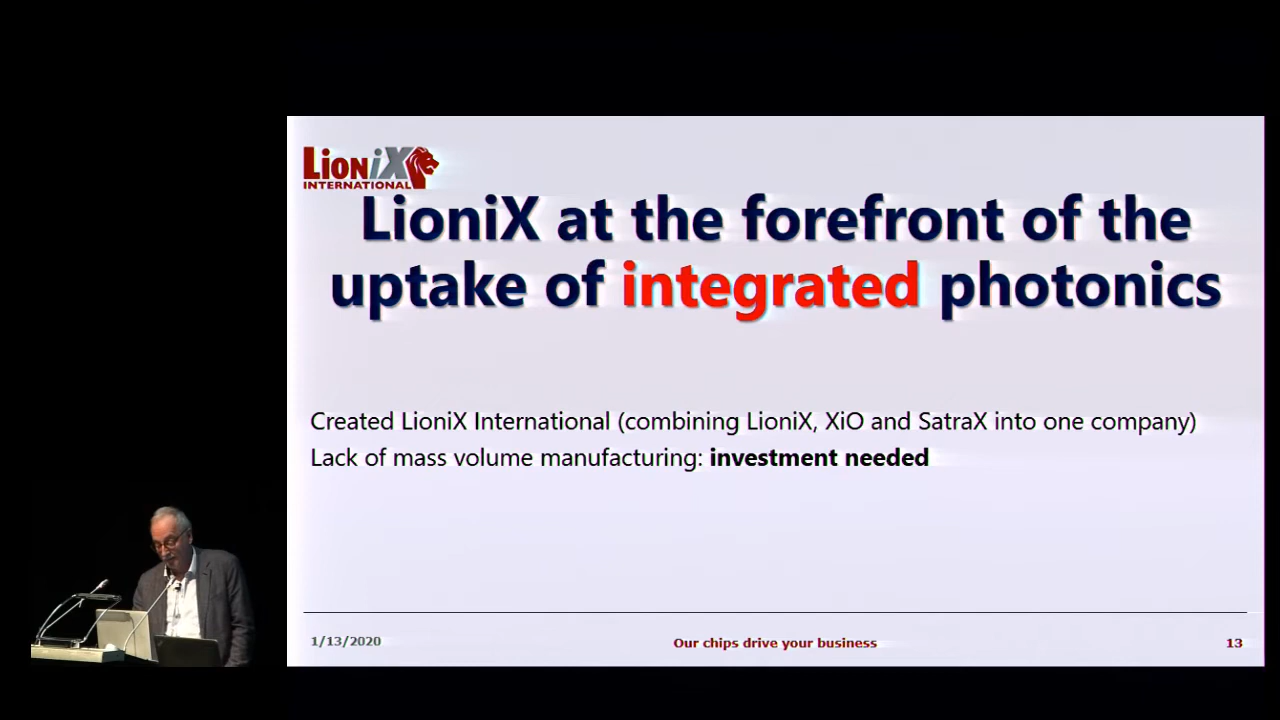 LioniX
INTERNATIONAL
LioniX at the forefront of the
uptake of integrated photonics
Created LioniX International (combining LioniX, XiO and SatraX into one company)
Lack of mass volume manufacturing: investment needed
1/13/2020
Our chips drive your business
13